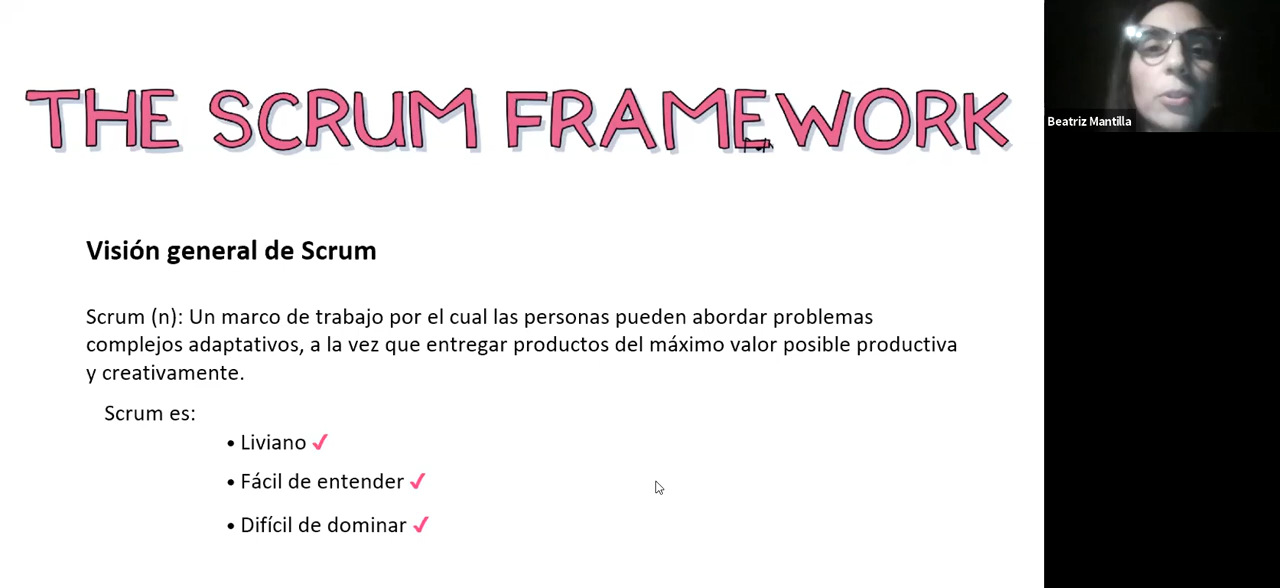 THE SCRUM FRAMEWORK
Beatriz Mantilla
Visión general de Scrum
Scrum (n): Un marco de trabajo por el cual las personas pueden abordar problemas
complejos adaptativos, a la vez que entregar productos del máximo valor posible productiva
y creativamente.
Scrum es:
• Liviano ✓
• Fácil de entender ✓
• Difícil de dominar ✓